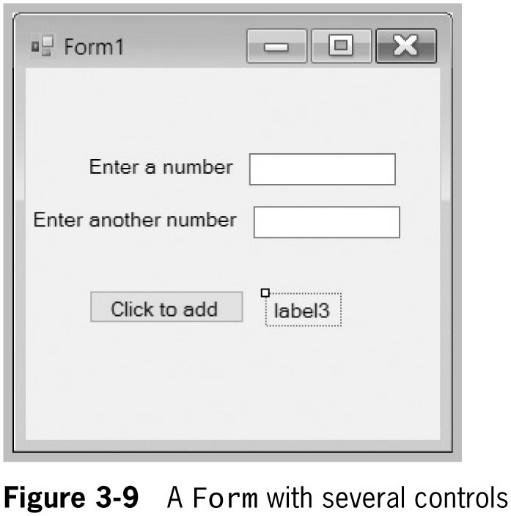 Form1
Enter a number
Enter another number
Click to add
label3
Figure 3-9 A Form with several controls